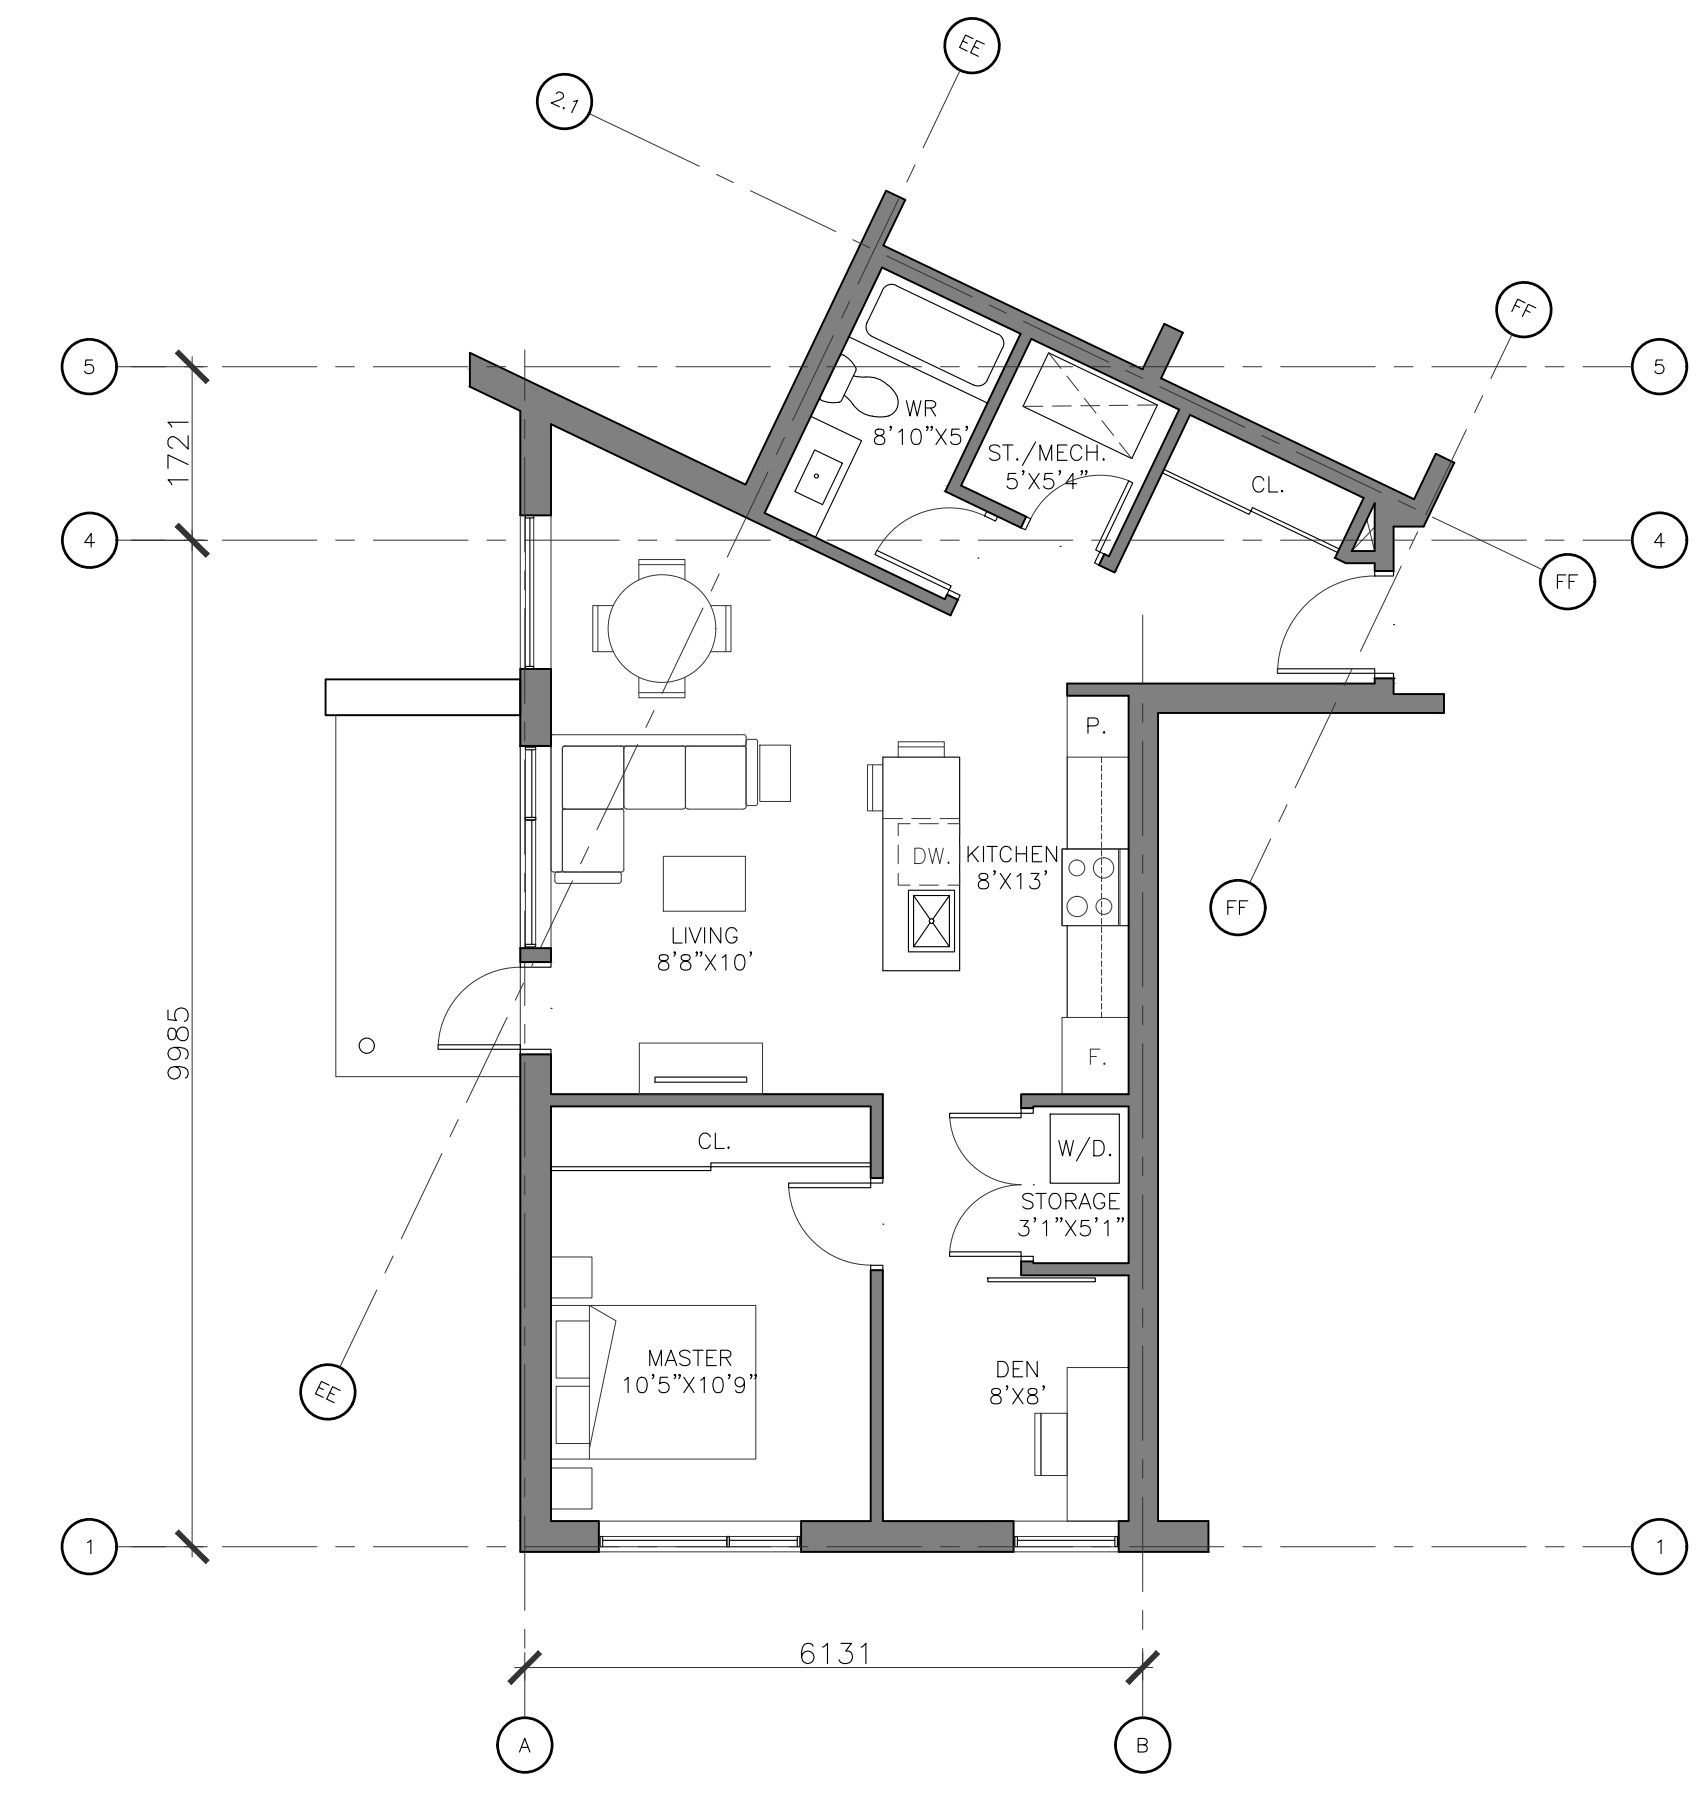 EE
2.1
FF
5
5
1721
WR
8'10"X5'
ST./MECH.
5'X5'4"
CL.
4
4
FF
P.
DW.
KITCHEN
8'X13'
FF
LIVING
8'8"X10'
9985
F.
CL.
W/D.
STORAGE
3'1"X5'1"
MASTER
10'5"X10'9"
DEN
8'X8'
EE
1
1
6131
A
B